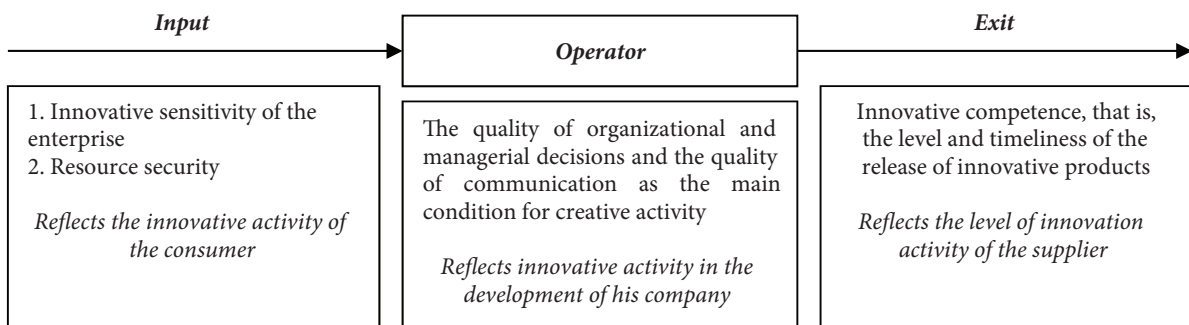 Input
Operator
Exit
1. Innovative sensitivity of the
enterprise
2. Resource security
Reflects the innovative activity of
the consumer
The quality of organizational and
managerial decisions and the quality
of communication as the main
condition for creative activity
Reflects innovative activity in the
development of his company
Innovative competence, that is,
the level and timeliness of the
release of innovative products
Reflects the level of innovation
activity of the supplier